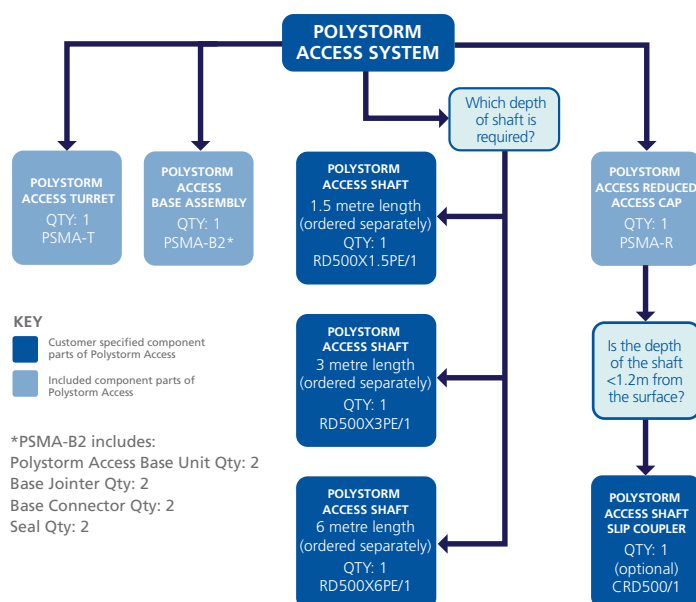 POLYSTORM
ACCESS SYSTEM
Which depth
of shaft is
required?
POLYSTORM
ACCESS TURRET
QTY: 1
PSMA-T
POLYSTORM
ACCESS
BASE ASSEMBLY
QTY: 1
PSMA-B2*
POLYSTORM
ACCESS SHAFT
1.5 metre length
(ordered separately)
QTY: 1
RD500X1.5PE/1
POLYSTORM
ACCESS REDUCED
ACCESS CAP
QTY: 1
PSMA-R
KEY
Customer specified component
parts of Polystorm Access
Included component parts of
Polystorm Access
POLYSTORM
ACCESS SHAFT
3 metre length
(ordered separately)
QTY: 1
RD500X3PE/1
Is the depth
of the shaft
<1.2m from
the surface?
*PSMA-B2 includes:
Polystorm Access Base Unit Qty: 2
Base Jointer Qty: 2
Base Connector Qty: 2
Seal Qty: 2
POLYSTORM
ACCESS SHAFT
6 metre length
(ordered separately)
QTY: 1
RD500X6PE/1
POLYSTORM
ACCESS SHAFT
SLIP COUPLER
QTY: 1
(optional)
CRD500/1